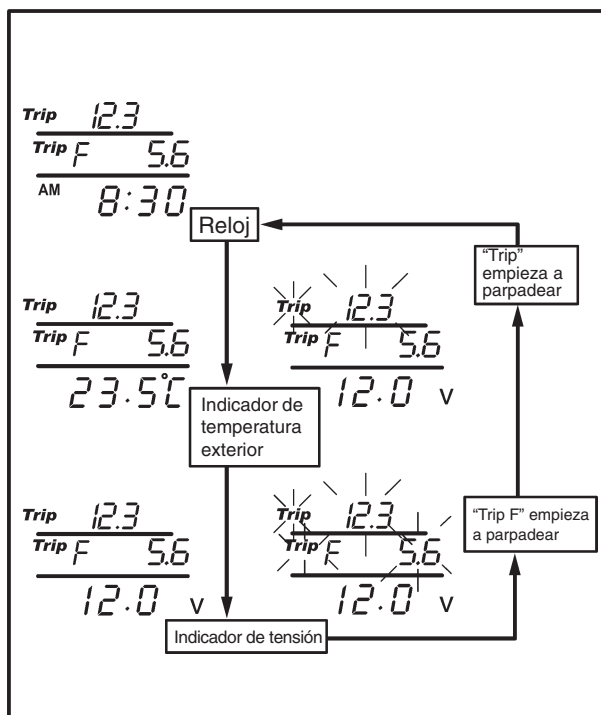 Trip 12.3
Trip F 5.6
AM 8:30
Reloj
"Trip"
empieza a
parpadear
Trip 12.3
Trip F 5.6
23.5°C
Trip 12.3
Trip F 5.6
12.0 V
Indicador de
temperatura
exterior
Trip 12.3
Trip F 5.6
12.0 V
Trip 12.3
Trip F 5.6
12.0 V
"Trip F" empieza
a parpadear
Indicador de tensión